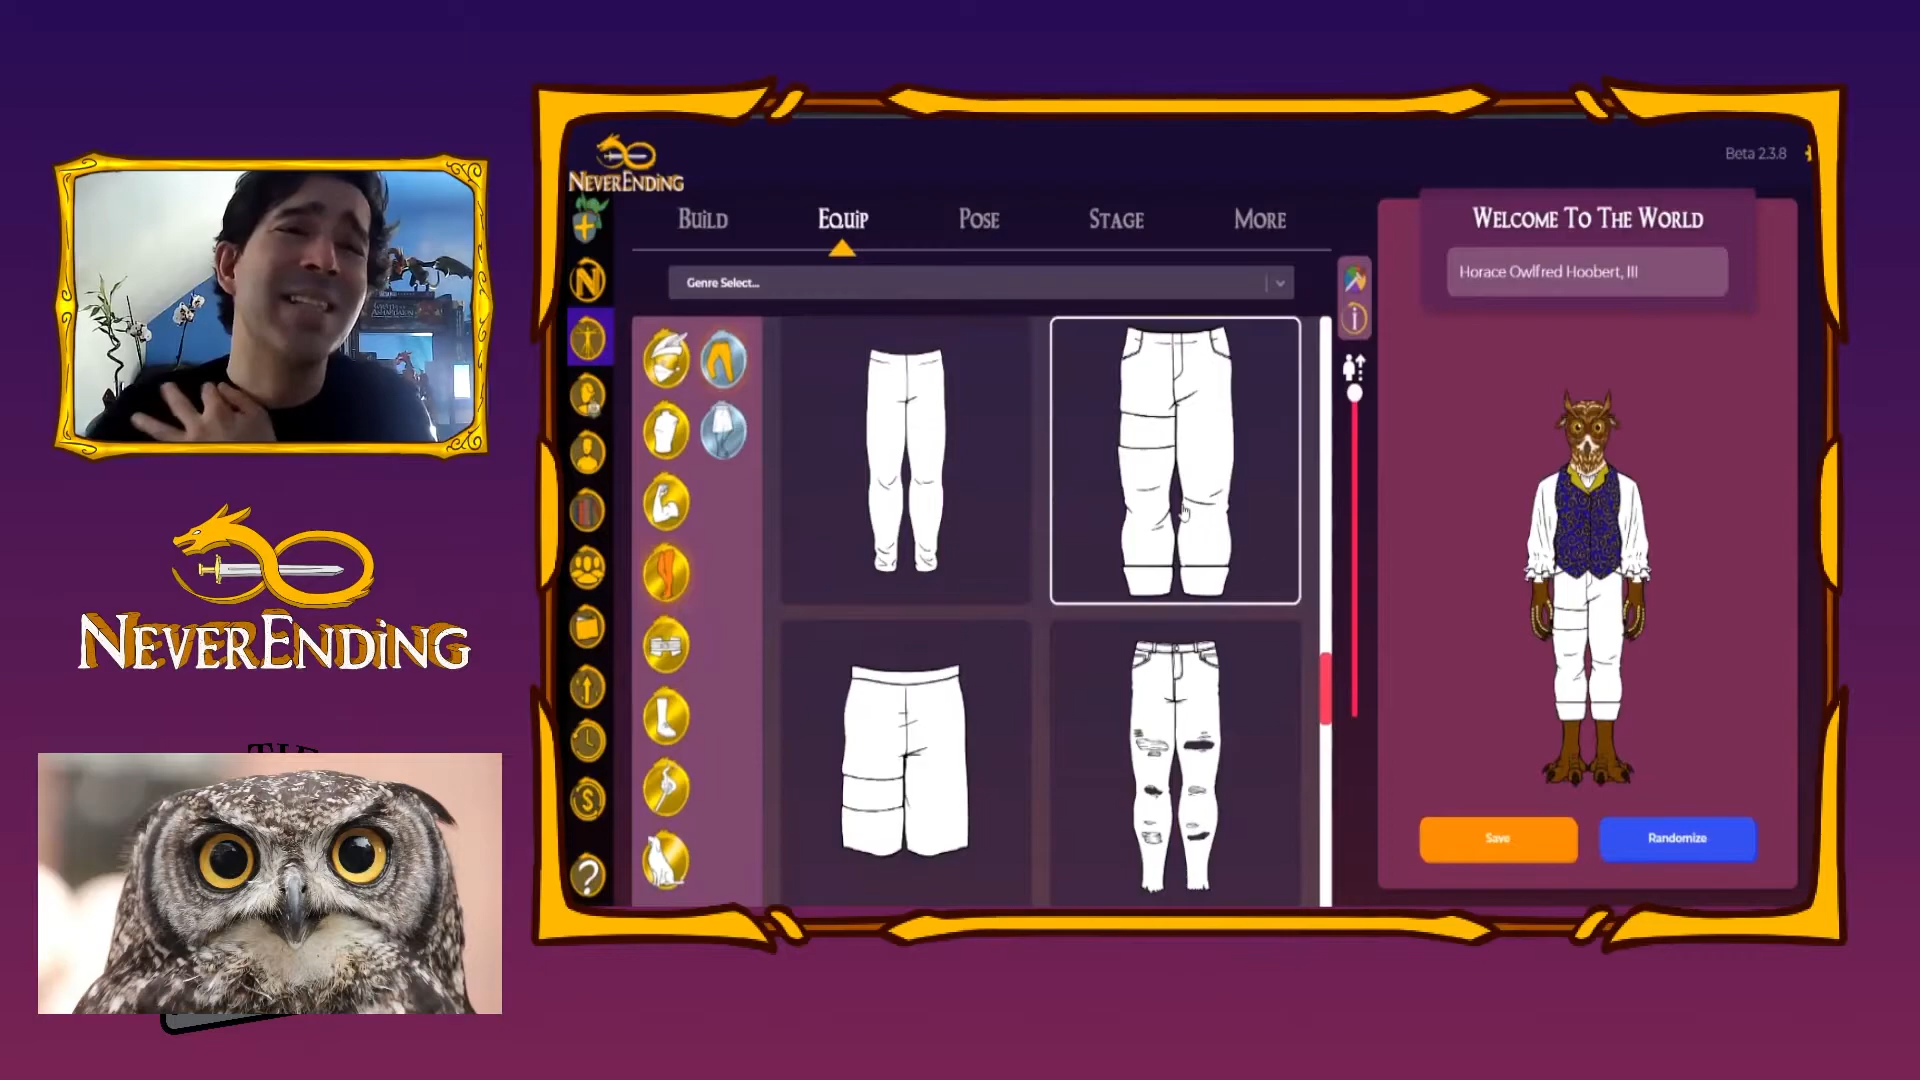 NEVERENDING
Beta 2.3.8
BUILD
EQUIP
POSE
STAGE
MORE
Genre Select...
WELCOME TO THE WORLD
Horace Owlfred Hoobert, III
Save
Randomize
NEVERENDING